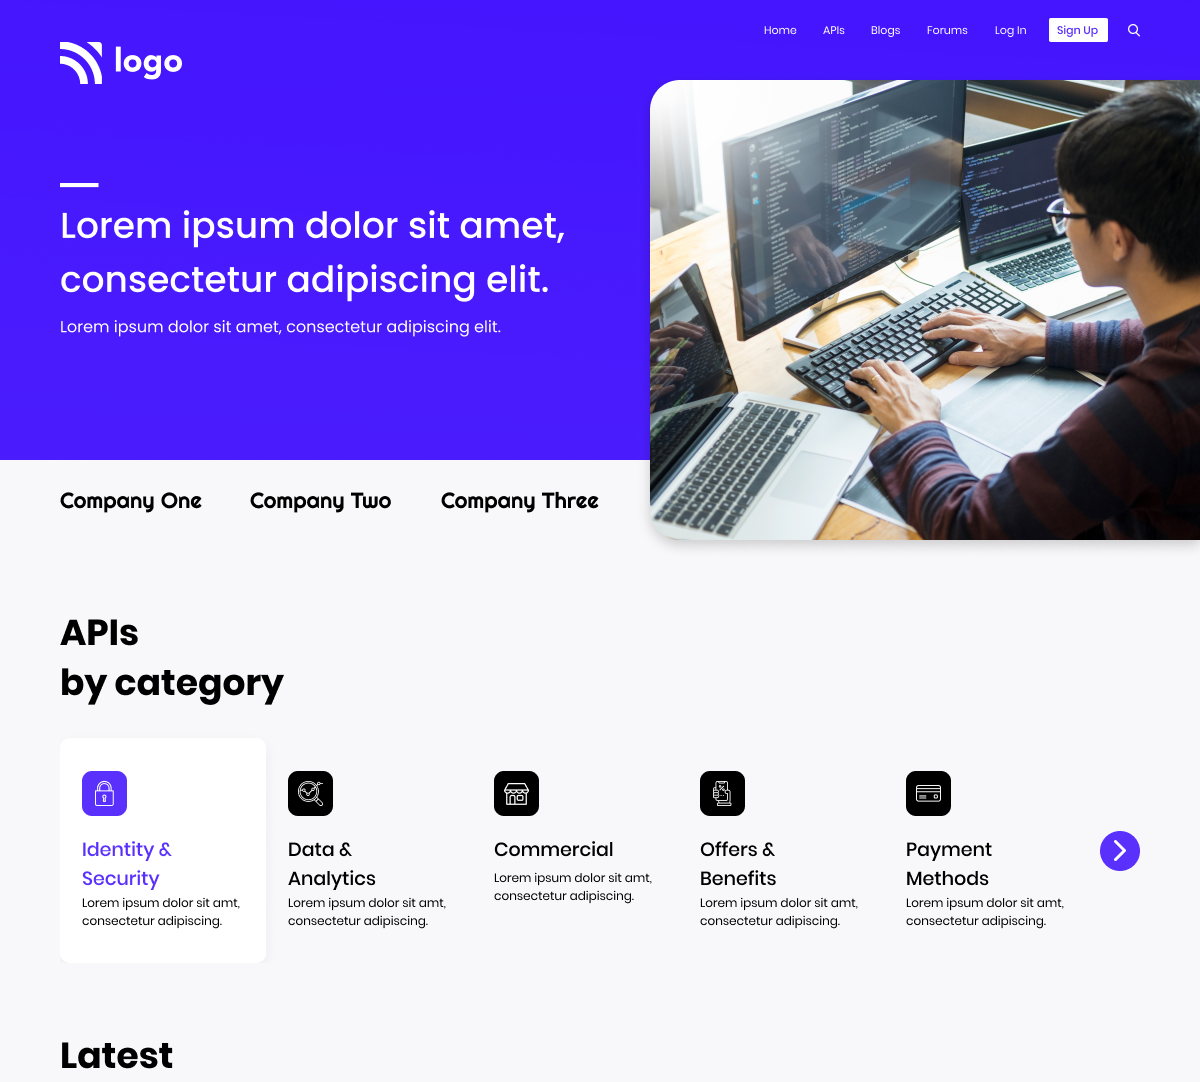 Home APIs Blogs Forums Log In Sign Up
logo
Lorem ipsum dolor sit amet,
consectetur adipiscing elit.
Lorem ipsum dolor sit amet, consectetur adipiscing elit.
Company One Company Two Company Three
APIs
by category
Identity &
Security
Lorem ipsum dolor sit amt,
consectetur adipiscing.
Data &
Analytics
Lorem ipsum dolor sit amt,
consectetur adipiscing.
Commercial
Lorem ipsum dolor sit amt,
consectetur adipiscing.
Offers &
Benefits
Lorem ipsum dolor sit amt,
consectetur adipiscing.
Payment
Methods
Lorem ipsum dolor sit amt,
consectetur adipiscing.
Latest